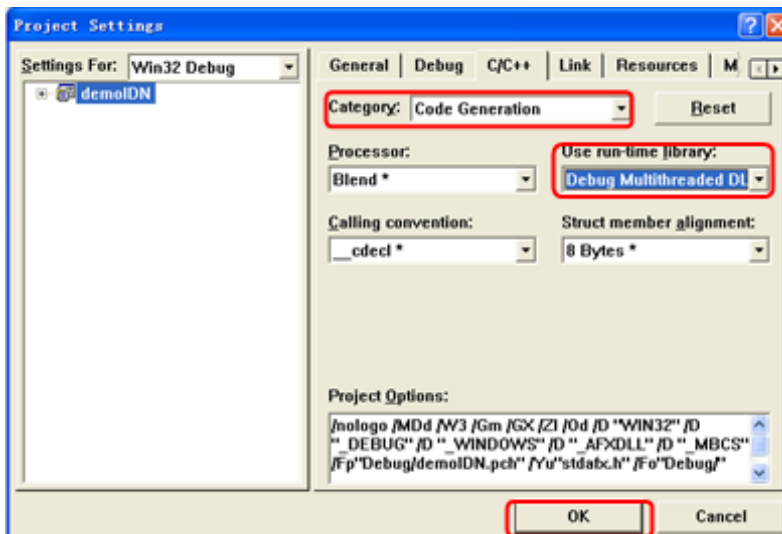 Project Settings
Settings For: Win32 Debug
General Debug C/C++ Link Resources M
demoIDN
Category: Code Generation Reset
Processor: Use run-time library:
Blend * Debug Multithreaded DL
Calling convention: Struct member alignment:
__cdecl * 8 Bytes *
Project Options:
/nologo /MDd /W3 /Gm /GX /ZI /Od /D "WIN32" /D
"_DEBUG" /D "_WINDOWS" /D "_AFXDLL" /D "_MBCS"
/Fp"Debug/demoIDN.pch" /Yu"stdafx.h" /Fo"Debug/"
OK Cancel